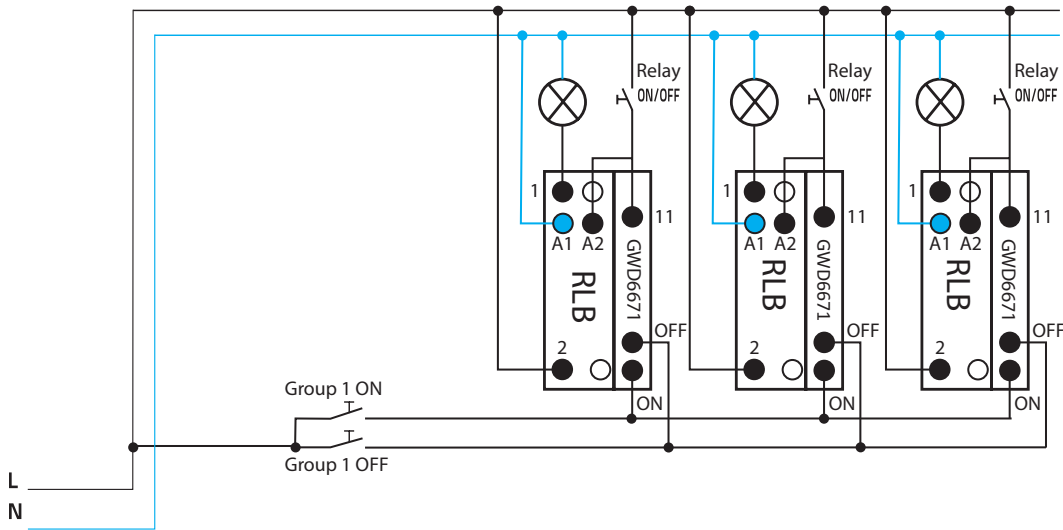 Relay
ON/OFF
Relay
ON/OFF
Relay
ON/OFF
1
11
A1 A2
RLB
GWD6671
OFF
2
ON
1
11
A1 A2
RLB
GWD6671
OFF
2
ON
1
11
A1 A2
RLB
GWD6671
OFF
2
ON
Group 1 ON
Group 1 OFF
L
N